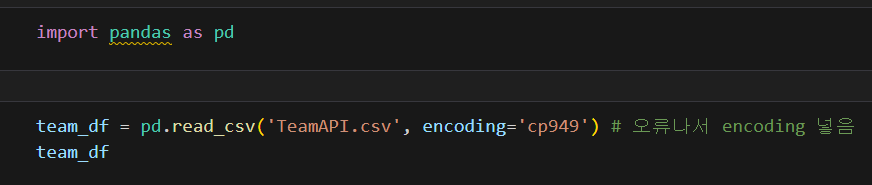 import pandas as pd
team_df = pd.read_csv('TeamAPI.csv', encoding='cp949') # 오류나서 encoding 넣음
team_df